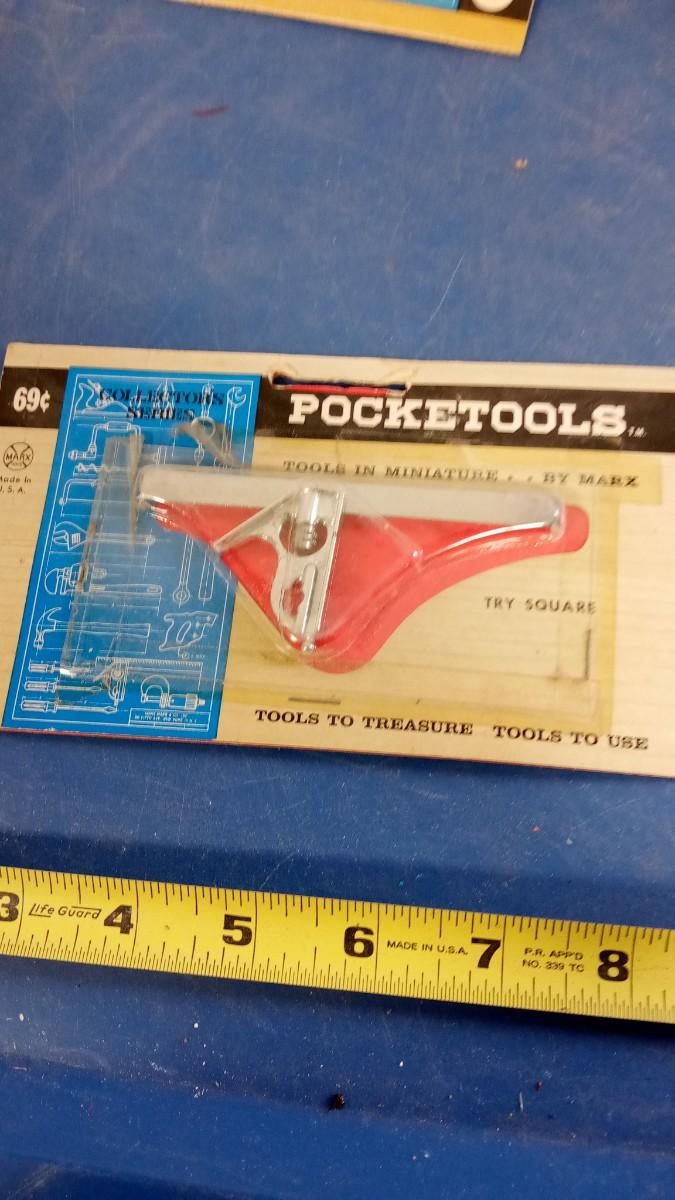 69¢
COLLECTOR'S
SERIES
POCKETOOLS T.M.
MARX
Made in
U.S.A.
TOOLS IN MINIATURE . . BY MARX
TRY SQUARE
TOOLS TO TREASURE TOOLS TO USE
3 Life Guard 4 5 6 MADE IN U.S.A. 7 P.R. APP'D 8
NO. 339 TC